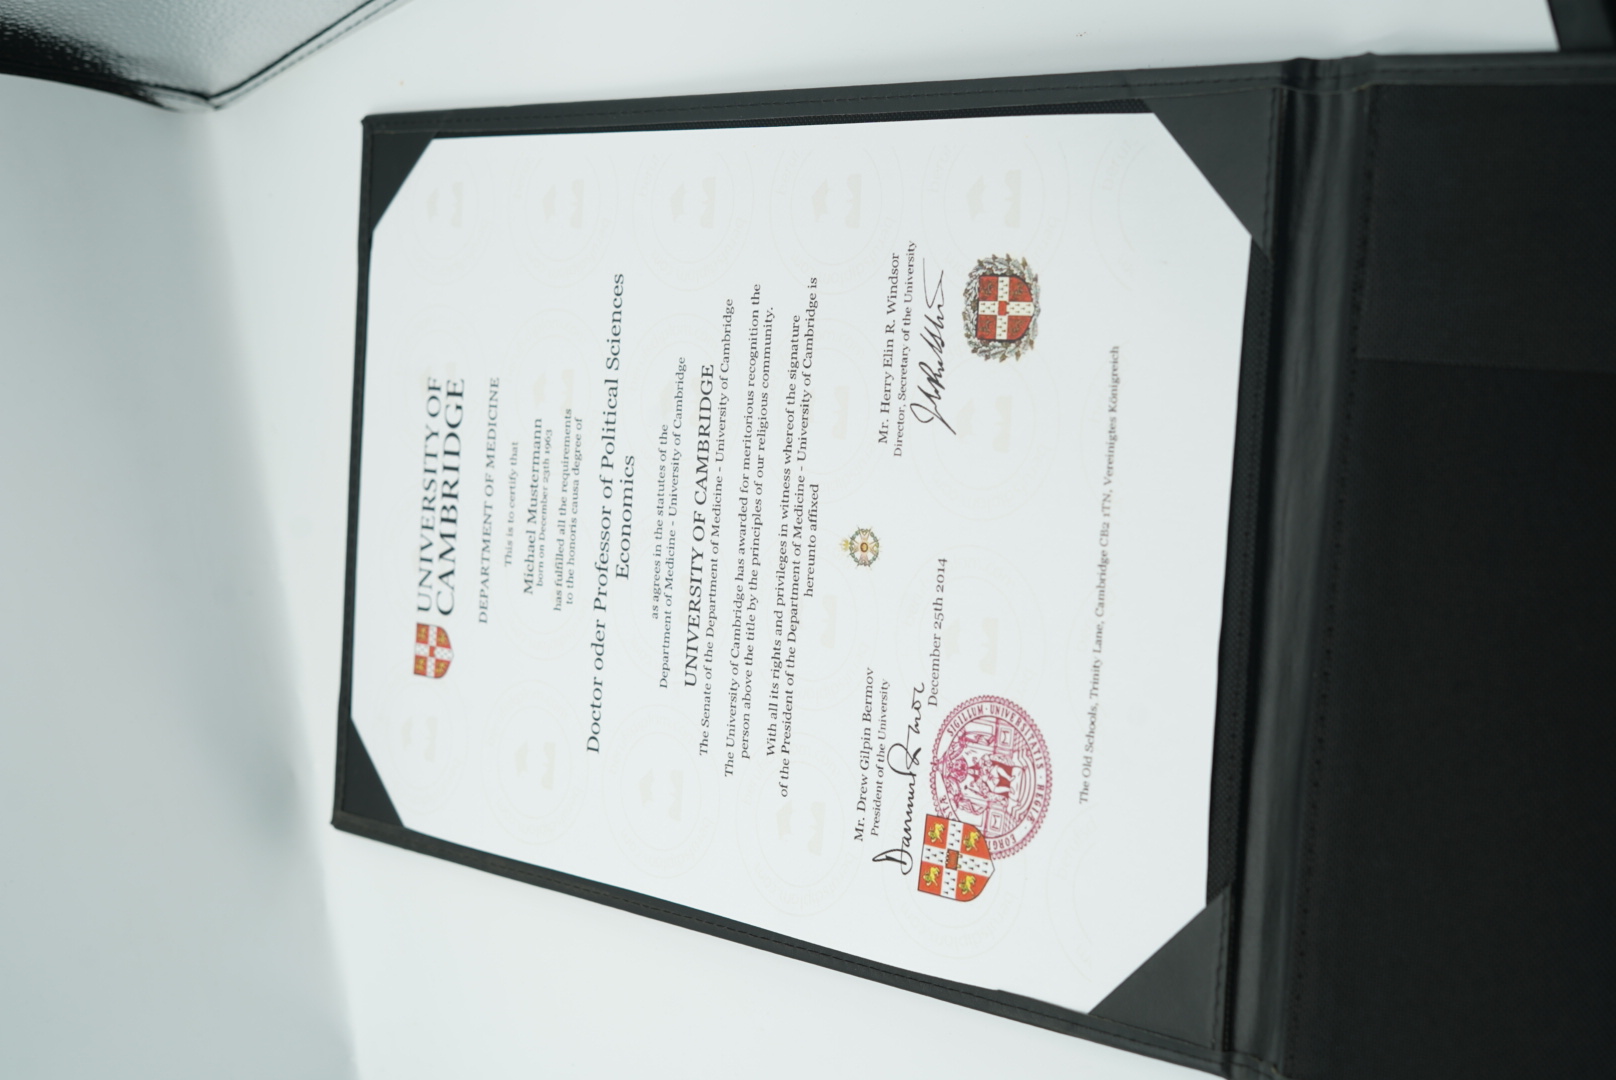 UNIVERSITY OF
CAMBRIDGE
DEPARTMENT OF MEDICINE
This is to certify that
Michael Mustermann
born on December 23th 1963
has fulfilled all the requirements
to the honoris causa degree of
Doctor oder Professor of Political Sciences
Economics
as agrees in the statutes of the
Department of Medicine - University of Cambridge
UNIVERSITY OF CAMBRIDGE
The Senate of the Department of Medicine - University of Cambridge
The University of Cambridge has awarded for meritorious recognition the
person above the title by the principles of our religious community.
With all its rights and privileges in witness whereof the signature
of the President of the Department of Medicine - University of Cambridge is
hereunto affixed
Mr. Drew Gilpin Bermov
President of the University
Mr. Herry Elin R. Windsor
Director, Secretary of the University
December 25th 2014
SIGILLUM · UNIVERSITATIS · REGIÆ
The Old Schools, Trinity Lane, Cambridge CB2 1TN, Vereinigtes Königreich